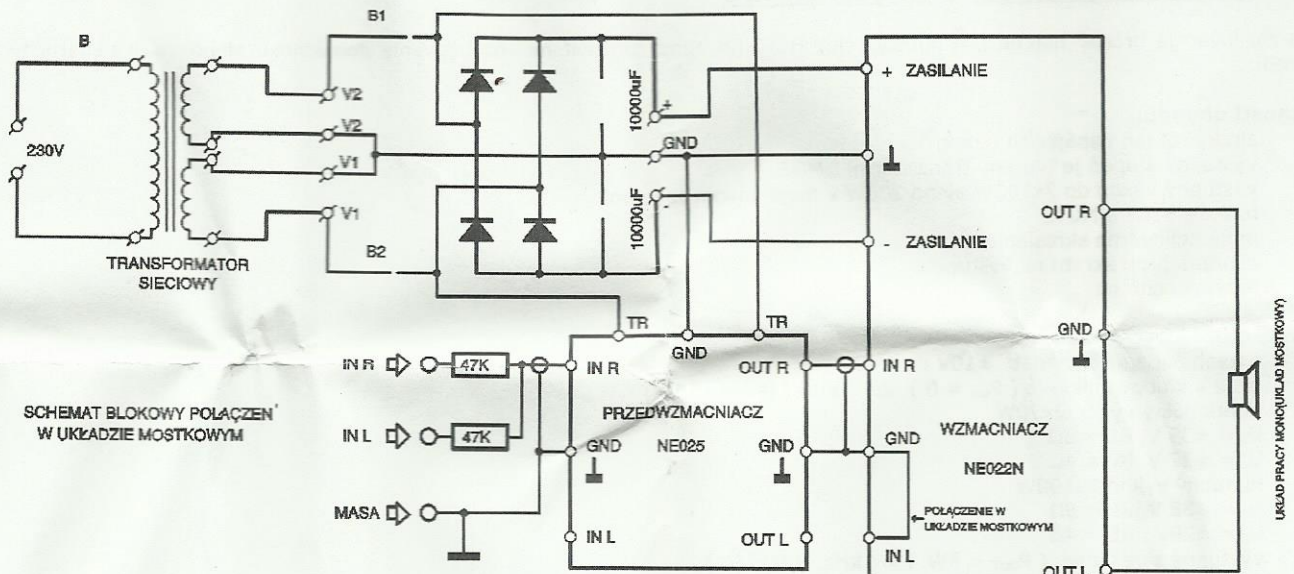 B
230V
TRANSFORMATOR
SIECIOWY
V2
V2
V1
V1
B1
B2
10000uF
+
GND
10000uF
-
+ ZASILANIE
- ZASILANIE
OUT R
GND
OUT L
UKŁAD PRACY MONO(UKŁAD MOSTKOWY)
SCHEMAT BLOKOWY POŁĄCZEŃ
W UKŁADZIE MOSTKOWYM
IN R
47K
IN L
47K
MASA
TR
GND
TR
IN R
OUT R
PRZEDWZMACNIACZ
NE025
GND
GND
IN L
OUT L
IN R
GND
WZMACNIACZ
NE022N
POŁĄCZENIE W
UKŁADZIE MOSTKOWYM
IN L